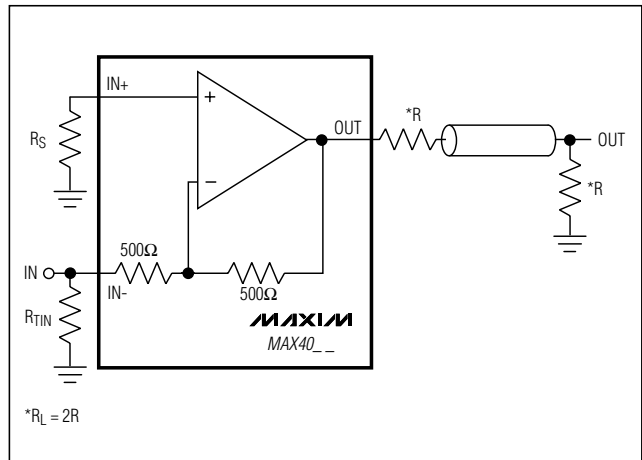 IN+
+
OUT
*R
OUT
RS
−
*R
500Ω
500Ω
IN
IN-
RTIN
MAXIM
MAX40_ _
*RL = 2R